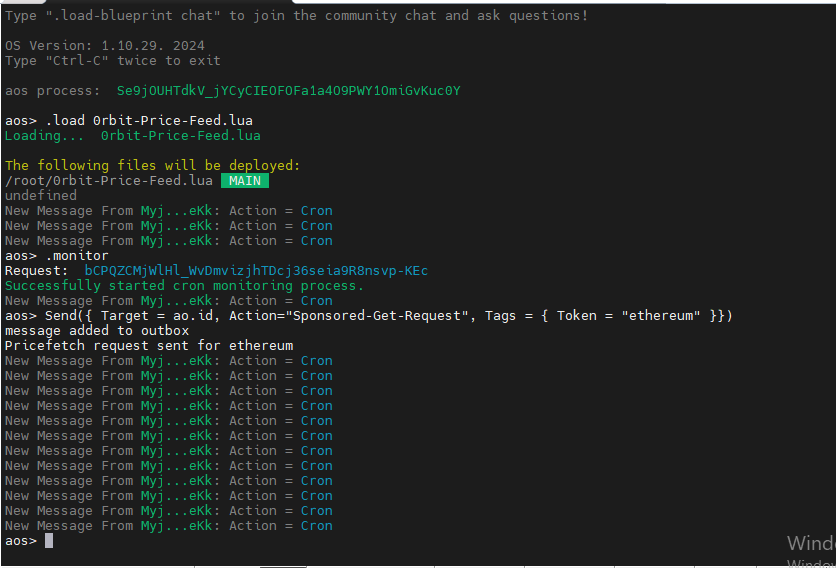 Type ".load-blueprint chat" to join the community chat and ask questions!
OS Version: 1.10.29. 2024
Type "Ctrl-C" twice to exit
aos process:  Se9jOUHTdkV_jYCyCIEOFOFa1a4O9PWY1OmiGvKuc0Y
aos> .load 0rbit-Price-Feed.lua
Loading...  0rbit-Price-Feed.lua
The following files will be deployed:
/root/0rbit-Price-Feed.lua MAIN
undefined
New Message From Myj...eKk: Action = Cron
New Message From Myj...eKk: Action = Cron
New Message From Myj...eKk: Action = Cron
aos> .monitor
Request:  bCPQZCMjWlHl_WvDmvizjhTDcj36seia9R8nsvp-KEc
Successfully started cron monitoring process.
New Message From Myj...eKk: Action = Cron
aos> Send({ Target = ao.id, Action="Sponsored-Get-Request", Tags = { Token = "ethereum" }})
message added to outbox
Pricefetch request sent for ethereum
New Message From Myj...eKk: Action = Cron
New Message From Myj...eKk: Action = Cron
New Message From Myj...eKk: Action = Cron
New Message From Myj...eKk: Action = Cron
New Message From Myj...eKk: Action = Cron
New Message From Myj...eKk: Action = Cron
New Message From Myj...eKk: Action = Cron
New Message From Myj...eKk: Action = Cron
New Message From Myj...eKk: Action = Cron
New Message From Myj...eKk: Action = Cron
New Message From Myj...eKk: Action = Cron
New Message From Myj...eKk: Action = Cron
aos>